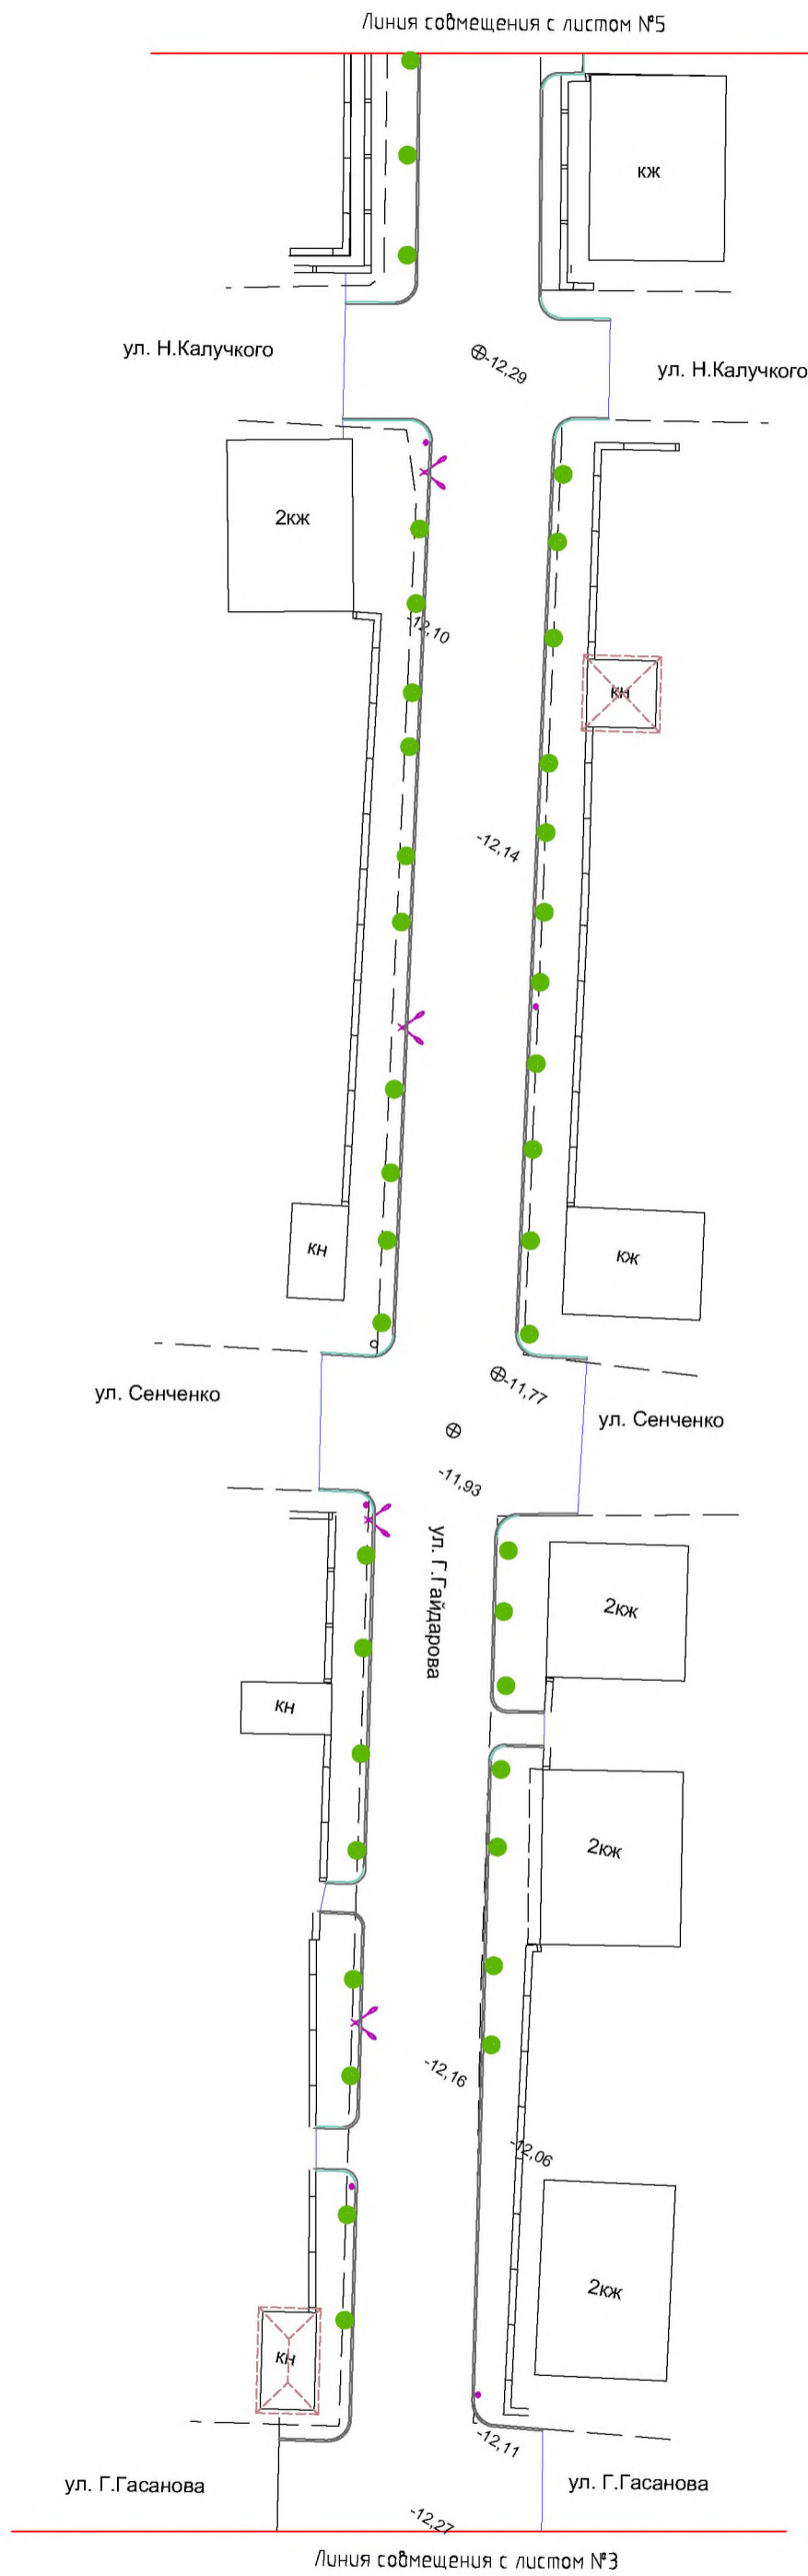 Линия совмещения с листом №5
кж
ул. Н.Калучкого
-12,29
ул. Н.Калучкого
2кж
-12,10
кн
-12,14
кн
кж
ул. Сенченко
-11,77
ул. Сенченко
-11,93
ул. Г.Гайдарова
2кж
кн
2кж
-12,16
-12,06
2кж
кн
-12,11
ул. Г.Гасанова
ул. Г.Гасанова
-12,27
Линия совмещения с листом №3